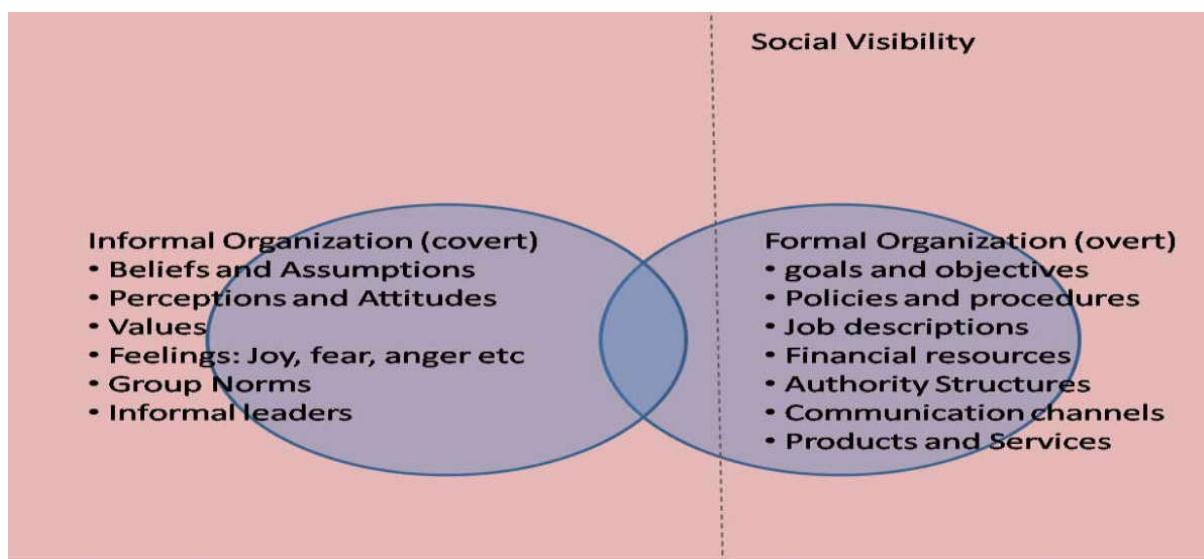 Social Visibility
Informal Organization (covert)
• Beliefs and Assumptions
• Perceptions and Attitudes
• Values
• Feelings: Joy, fear, anger etc
• Group Norms
• Informal leaders
Formal Organization (overt)
• goals and objectives
• Policies and procedures
• Job descriptions
• Financial resources
• Authority Structures
• Communication channels
• Products and Services